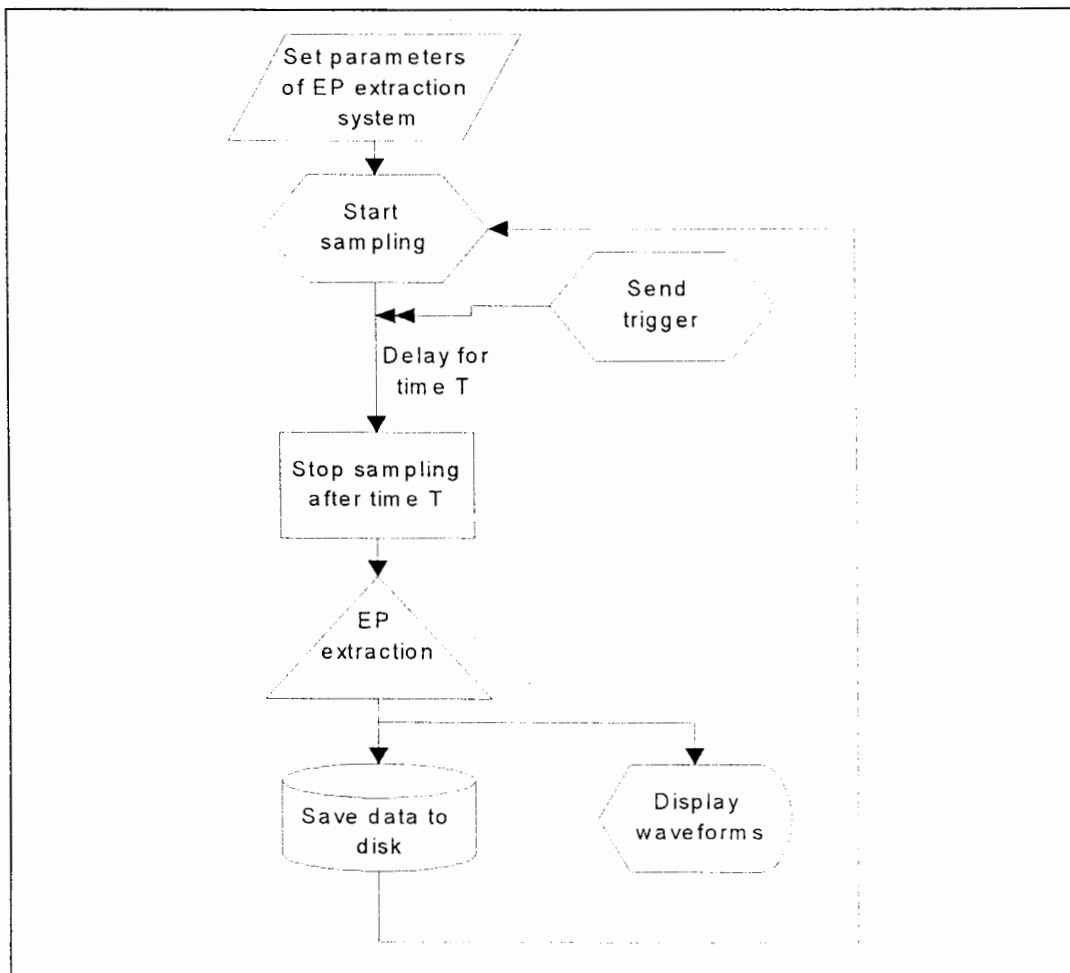 Set parameters
of EP extraction
system
Start
sampling
Send
trigger
Delay for
time T
Stop sampling
after time T
EP
extraction
Save data to
disk
Display
waveforms